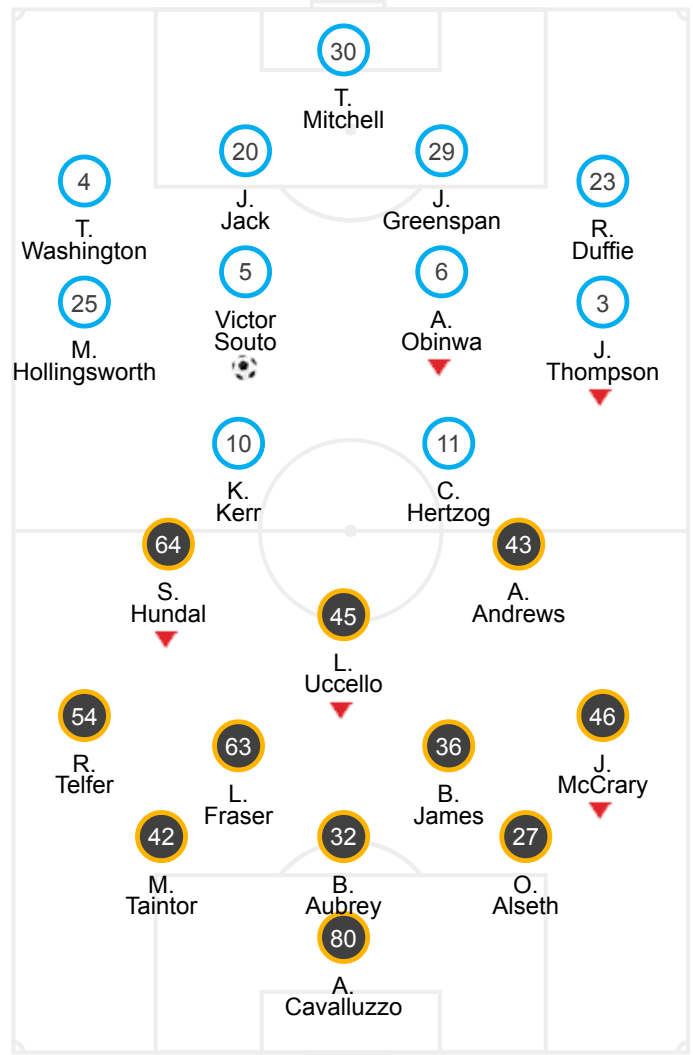 30
T.
Mitchell
20
J.
Jack
29
J.
Greenspan
4
T.
Washington
23
R.
Duffie
5
Victor
Souto
6
A.
Obinwa
25
M.
Hollingsworth
3
J.
Thompson
10
K.
Kerr
11
C.
Hertzog
64
S.
Hundal
43
A.
Andrews
45
L.
Uccello
54
R.
Telfer
46
J.
McCrary
63
L.
Fraser
36
B.
James
42
M.
Taintor
32
B.
Aubrey
27
O.
Alseth
80
A.
Cavalluzzo